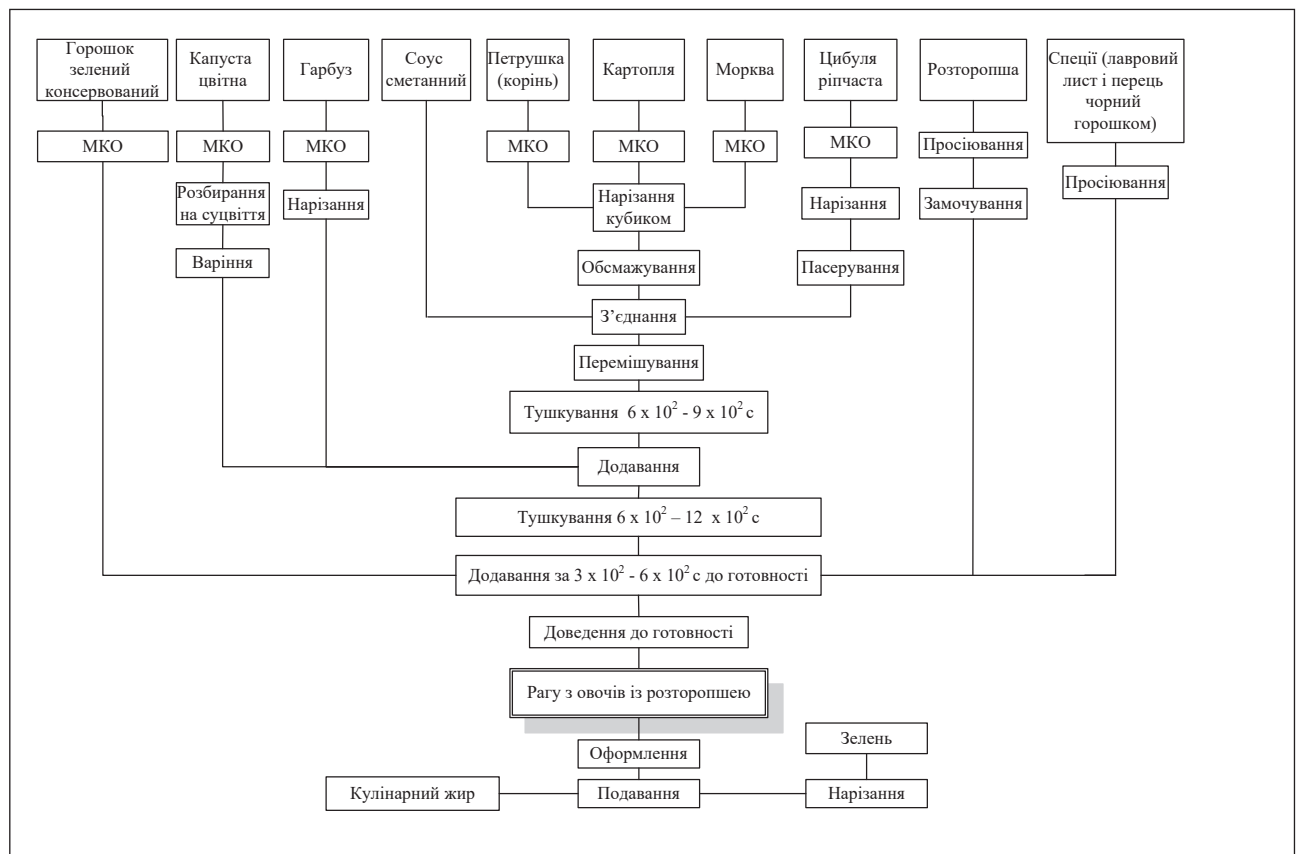 Горошок
зелений
консервований
Капуста
цвітна
Гарбуз
Соус
сметанний
Петрушка
(корінь)
Картопля
Морква
Цибуля
ріпчаста
Розторопша
Спеції (лавровий
лист і перець
чорний
горошком)
МКО
МКО
МКО
МКО
МКО
МКО
МКО
Просіювання
Просіювання
Розбирання
на суцвіття
Нарізання
Нарізання
кубиком
Нарізання
Замочування
Варіння
Обсмажування
Пасерування
З’єднання
Перемішування
Тушкування 6 х 10² - 9 х 10² с
Додавання
Тушкування 6 х 10² – 12 х 10² с
Додавання за 3 х 10² - 6 х 10² с до готовності
Доведення до готовності
Рагу з овочів із розторопшею
Оформлення
Зелень
Кулінарний жир
Подавання
Нарізання